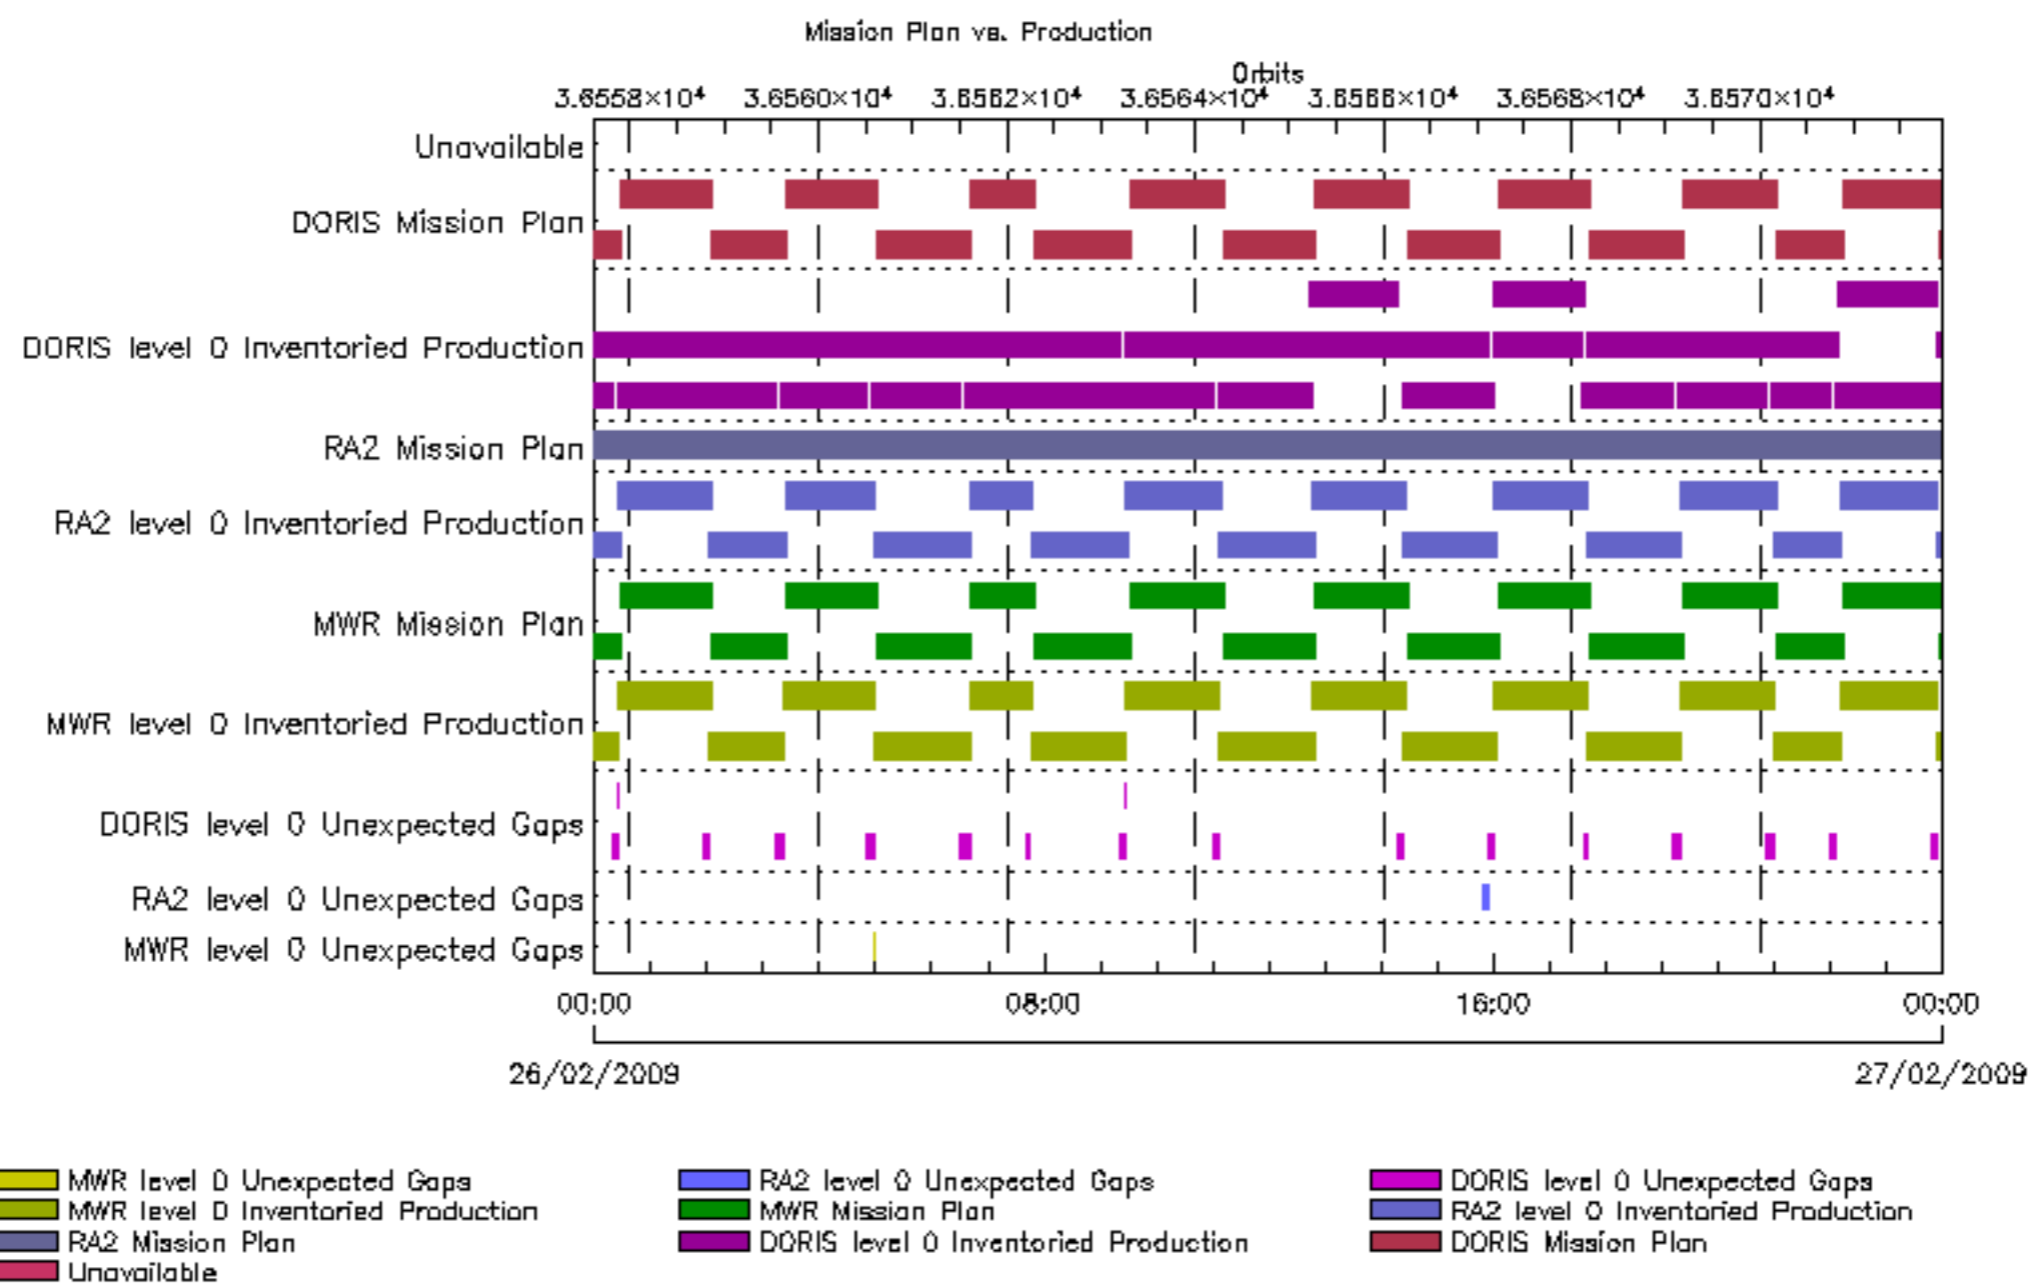 Mission Plan vs. Production
Orbits
3.6558×10⁴ 3.6560×10⁴ 3.6562×10⁴ 3.6564×10⁴ 3.6566×10⁴ 3.6568×10⁴ 3.6570×10⁴
Unavailable
DORIS Mission Plan
DORIS level 0 Inventoried Production
RA2 Mission Plan
RA2 level 0 Inventoried Production
MWR Mission Plan
MWR level 0 Inventoried Production
DORIS level 0 Unexpected Gaps
RA2 level 0 Unexpected Gaps
MWR level 0 Unexpected Gaps
00:00 08:00 16:00 00:00
26/02/2009 27/02/2009
MWR level 0 Unexpected Gaps RA2 level 0 Unexpected Gaps DORIS level 0 Unexpected Gaps
MWR level 0 Inventoried Production MWR Mission Plan RA2 level 0 Inventoried Production
RA2 Mission Plan DORIS level 0 Inventoried Production DORIS Mission Plan
Unavailable